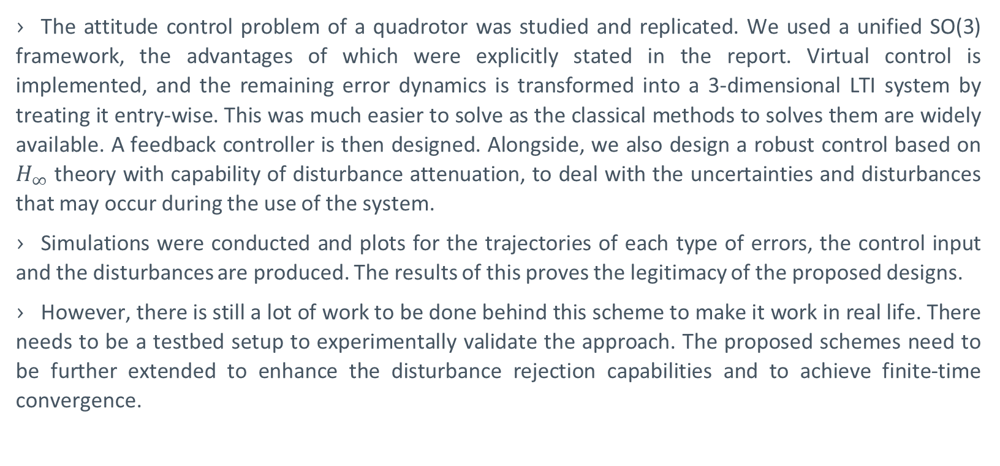 › The attitude control problem of a quadrotor was studied and replicated. We used a unified SO(3)
framework, the advantages of which were explicitly stated in the report. Virtual control is
implemented, and the remaining error dynamics is transformed into a 3-dimensional LTI system by
treating it entry-wise. This was much easier to solve as the classical methods to solves them are widely
available. A feedback controller is then designed. Alongside, we also design a robust control based on
H∞ theory with capability of disturbance attenuation, to deal with the uncertainties and disturbances
that may occur during the use of the system.
› Simulations were conducted and plots for the trajectories of each type of errors, the control input
and the disturbances are produced. The results of this proves the legitimacy of the proposed designs.
› However, there is still a lot of work to be done behind this scheme to make it work in real life. There
needs to be a testbed setup to experimentally validate the approach. The proposed schemes need to
be further extended to enhance the disturbance rejection capabilities and to achieve finite-time
convergence.